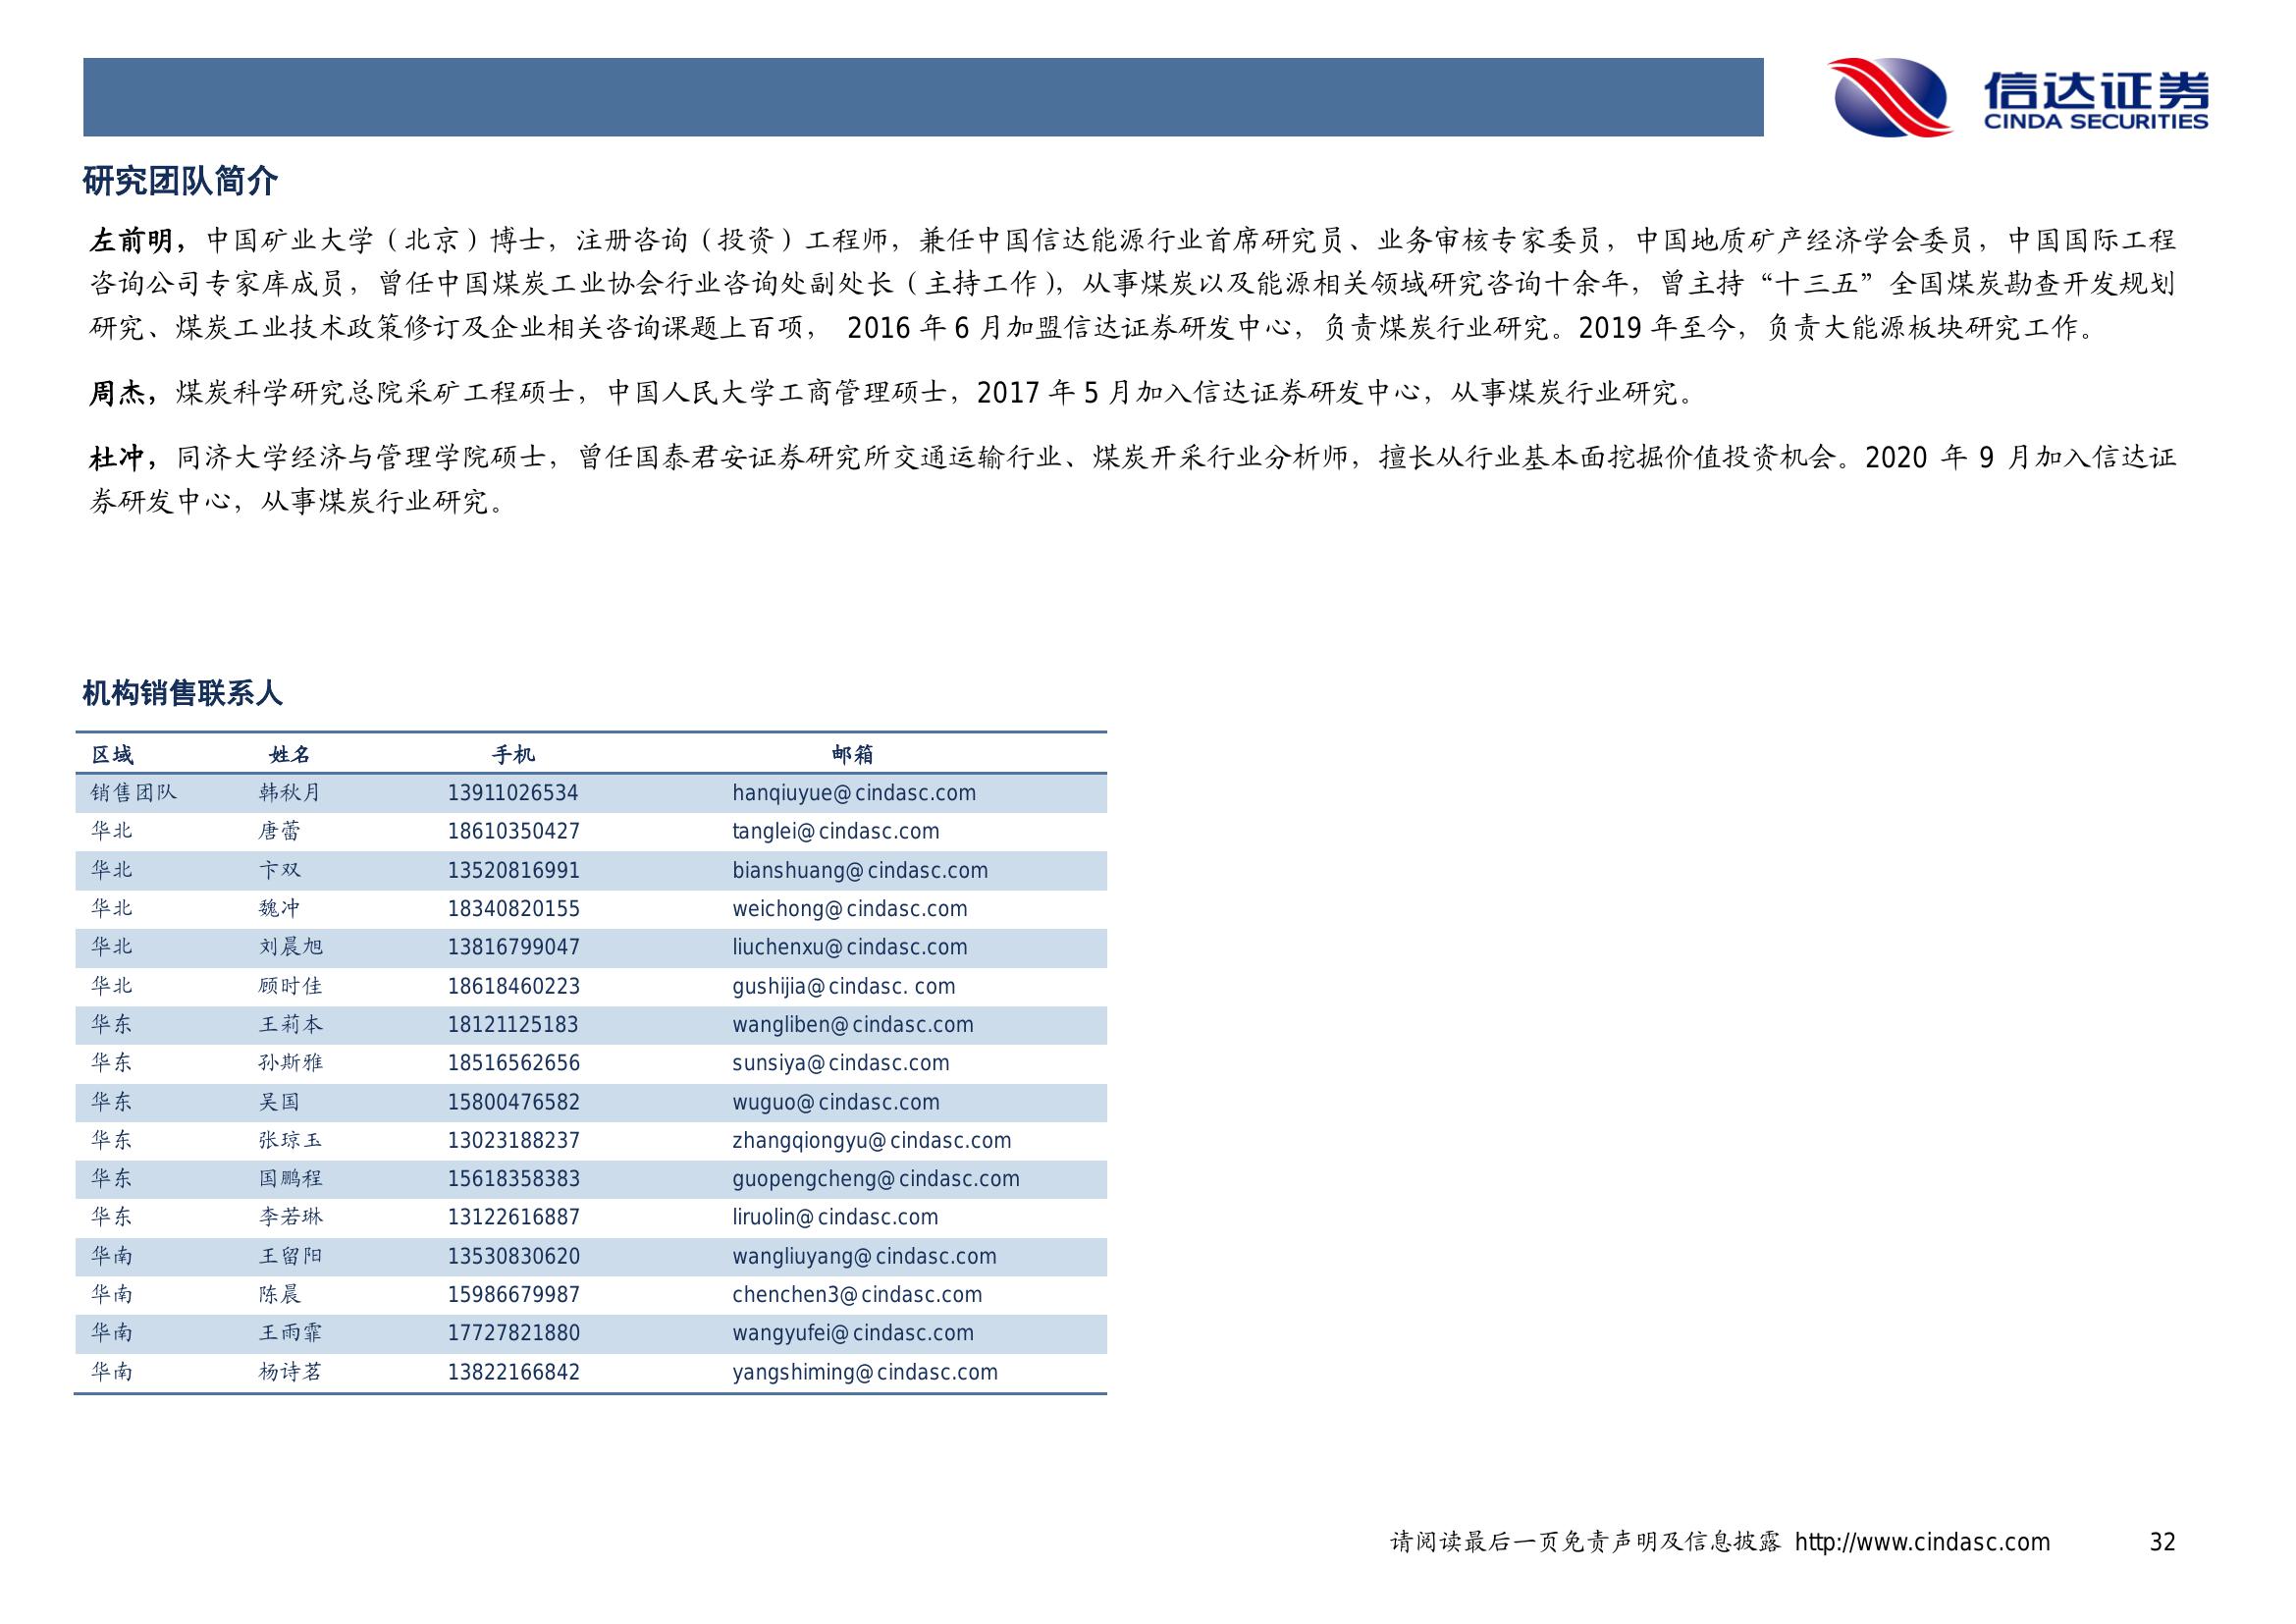 信达证券
CINDA SECURITIES
研究团队简介
左前明，中国矿业大学（北京）博士，注册咨询（投资）工程师，兼任中国信达能源行业首席研究员、业务审核专家委员，中国地质矿产经济学会委员，中国国际工程
咨询公司专家库成员，曾任中国煤炭工业协会行业咨询处副处长（主持工作），从事煤炭以及能源相关领域研究咨询十余年，曾主持“十三五”全国煤炭勘查开发规划
研究、煤炭工业技术政策修订及企业相关咨询课题上百项， 2016 年 6 月加盟信达证券研发中心，负责煤炭行业研究。2019 年至今，负责大能源板块研究工作。
周杰，煤炭科学研究总院采矿工程硕士，中国人民大学工商管理硕士，2017 年 5 月加入信达证券研发中心，从事煤炭行业研究。
杜冲，同济大学经济与管理学院硕士，曾任国泰君安证券研究所交通运输行业、煤炭开采行业分析师，擅长从行业基本面挖掘价值投资机会。2020 年 9 月加入信达证
券研发中心，从事煤炭行业研究。
机构销售联系人
区域 姓名 手机 邮箱
销售团队 韩秋月 13911026534 hanqiuyue@cindasc.com
华北 唐蕾 18610350427 tanglei@cindasc.com
华北 卞双 13520816991 bianshuang@cindasc.com
华北 魏冲 18340820155 weichong@cindasc.com
华北 刘晨旭 13816799047 liuchenxu@cindasc.com
华北 顾时佳 18618460223 gushijia@cindasc. com
华东 王莉本 18121125183 wangliben@cindasc.com
华东 孙斯雅 18516562656 sunsiya@cindasc.com
华东 吴国 15800476582 wuguo@cindasc.com
华东 张琼玉 13023188237 zhangqiongyu@cindasc.com
华东 国鹏程 15618358383 guopengcheng@cindasc.com
华东 李若琳 13122616887 liruolin@cindasc.com
华南 王留阳 13530830620 wangliuyang@cindasc.com
华南 陈晨 15986679987 chenchen3@cindasc.com
华南 王雨霏 17727821880 wangyufei@cindasc.com
华南 杨诗茗 13822166842 yangshiming@cindasc.com
请阅读最后一页免责声明及信息披露 http://www.cindasc.com 32